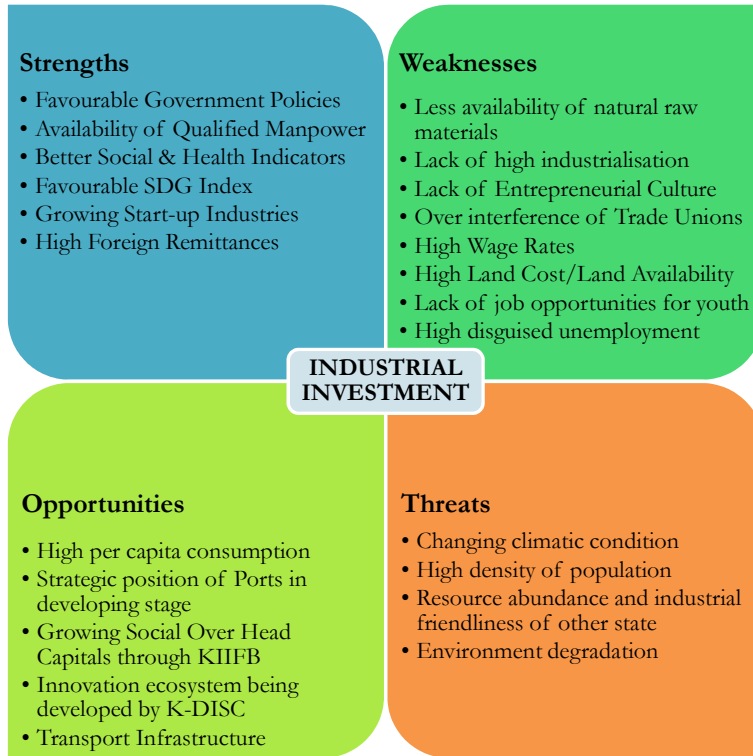 Strengths
• Favourable Government Policies
• Availability of Qualified Manpower
• Better Social & Health Indicators
• Favourable SDG Index
• Growing Start-up Industries
• High Foreign Remittances
Weaknesses
• Less availability of natural raw
materials
• Lack of high industrialisation
• Lack of Entrepreneurial Culture
• Over interference of Trade Unions
• High Wage Rates
• High Land Cost/Land Availability
• Lack of job opportunities for youth
• High disguised unemployment
INDUSTRIAL
INVESTMENT
Opportunities
• High per capita consumption
• Strategic position of Ports in
developing stage
• Growing Social Over Head
Capitals through KIIFB
• Innovation ecosystem being
developed by K-DISC
• Transport Infrastructure
Threats
• Changing climatic condition
• High density of population
• Resource abundance and industrial
friendliness of other state
• Environment degradation